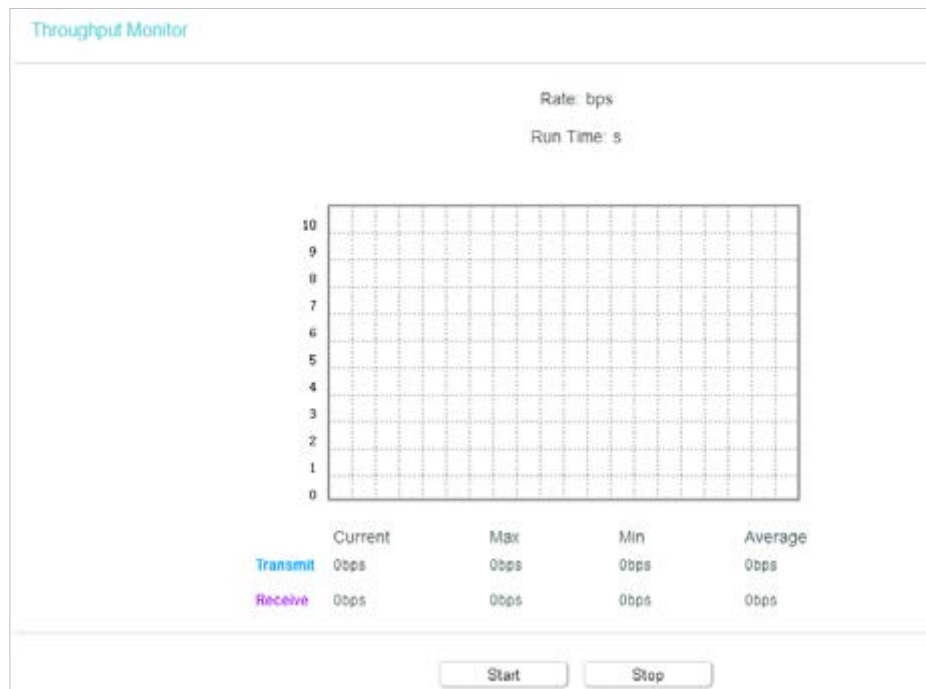 Throughput Monitor
Rate: bps
Run Time: s
10
9
8
7
6
5
4
3
2
1
0
Current Max Min Average
Transmit 0bps 0bps 0bps 0bps
Receive 0bps 0bps 0bps 0bps
Start Stop